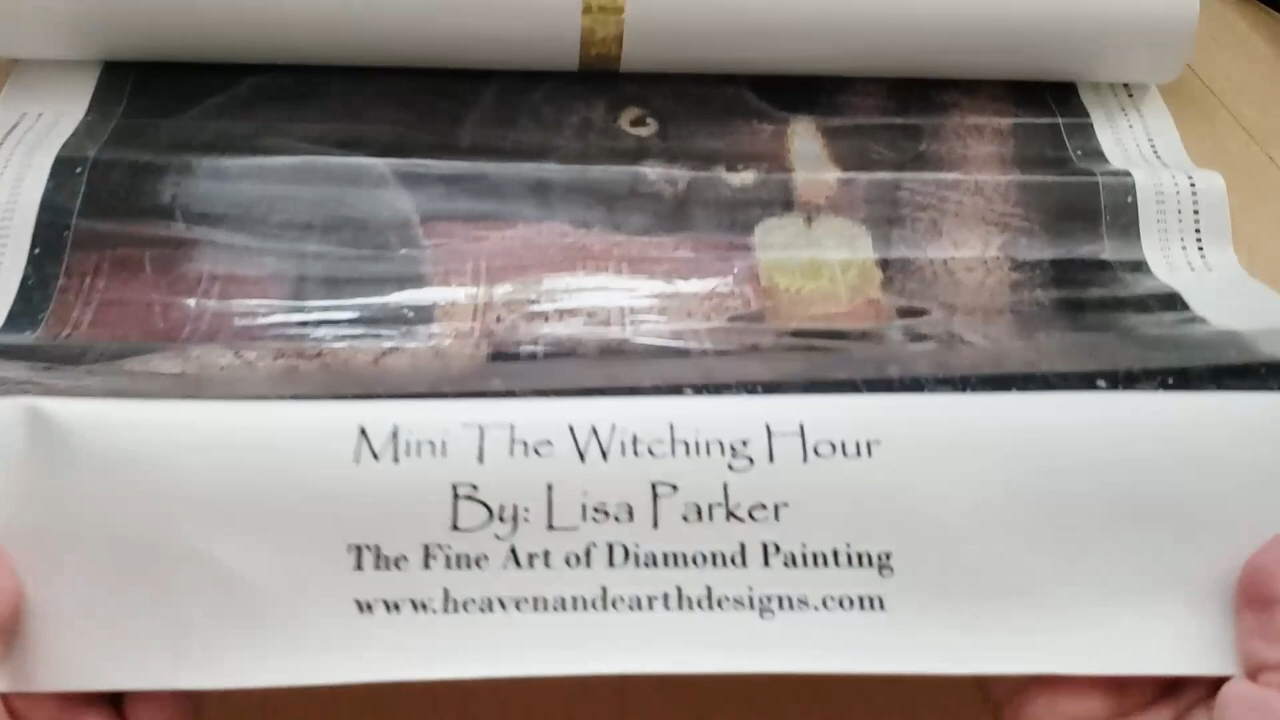 Mini The Witching Hour
By: Lisa Parker
The Fine Art of Diamond Painting
www.heavenandearthdesigns.com